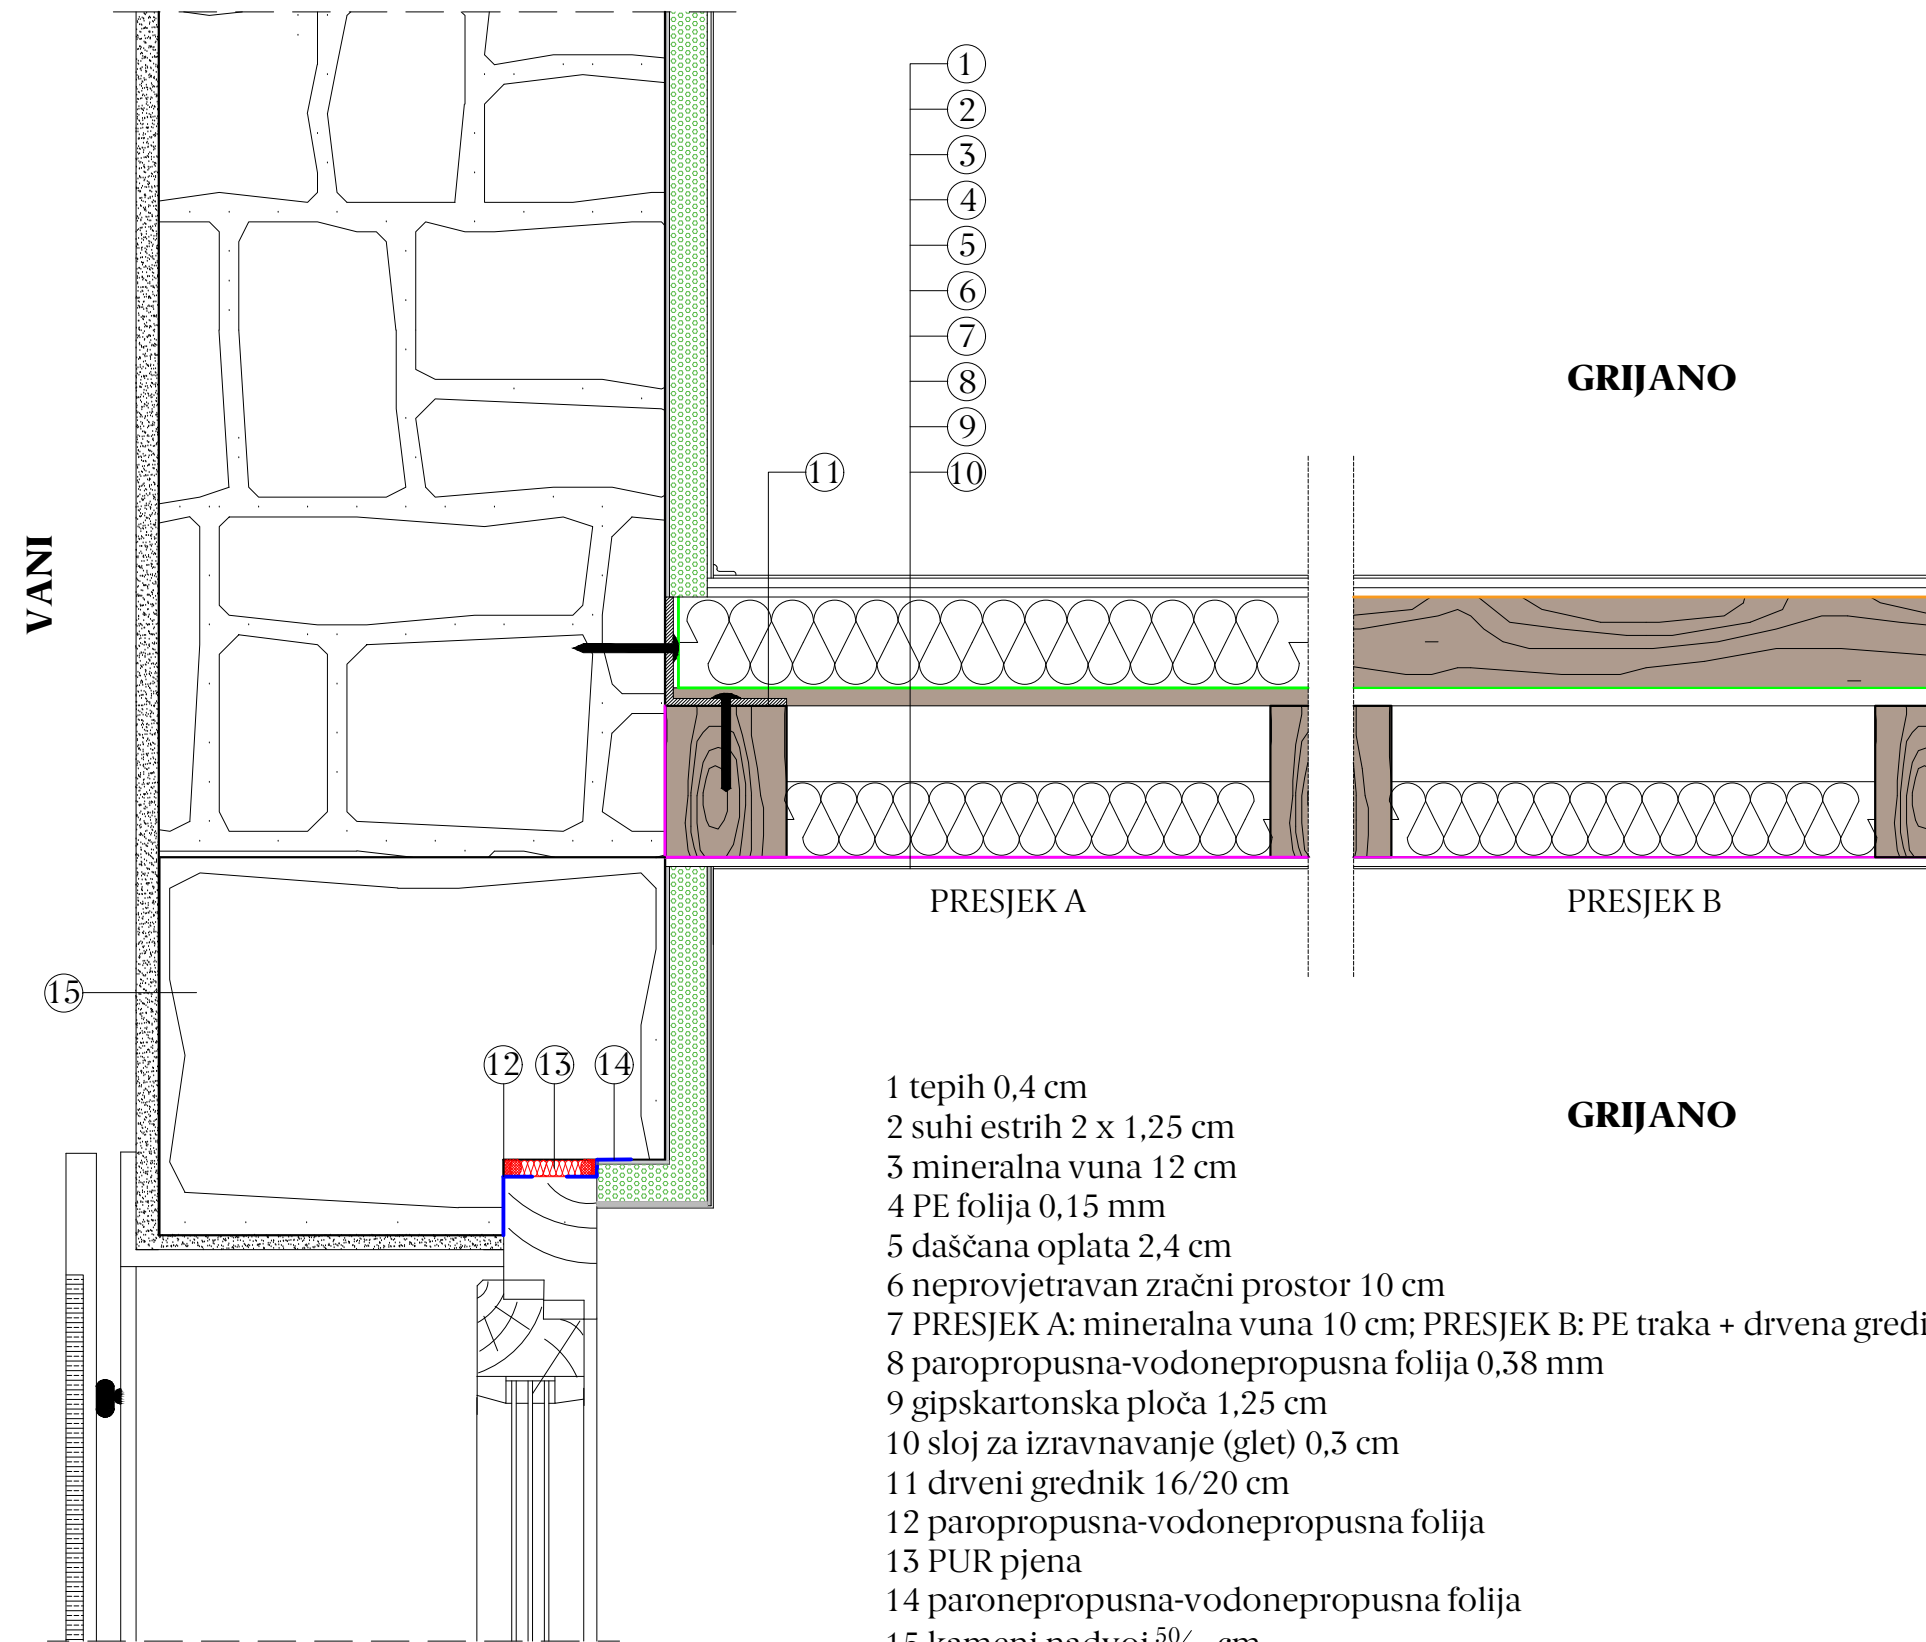 1
2
3
4
5
6
7
8
9
10
11
GRIJANO
VANI
PRESJEK A
PRESJEK B
15
12
13
14
GRIJANO
1 tepih 0,4 cm
2 suhi estrih 2 x 1,25 cm
3 mineralna vuna 12 cm
4 PE folija 0,15 mm
5 daščana oplata 2,4 cm
6 neprovjetravan zračni prostor 10 cm
7 PRESJEK A: mineralna vuna 10 cm; PRESJEK B: PE traka + drvena gredi
8 paropropusna-vodonepropusna folija 0,38 mm
9 gipskartonska ploča 1,25 cm
10 sloj za izravnavanje (glet) 0,3 cm
11 drveni grednik 16/20 cm
12 paropropusna-vodonepropusna folija
13 PUR pjena
14 paronepropusna-vodonepropusna folija
15 kameni nadvoj 50/ cm